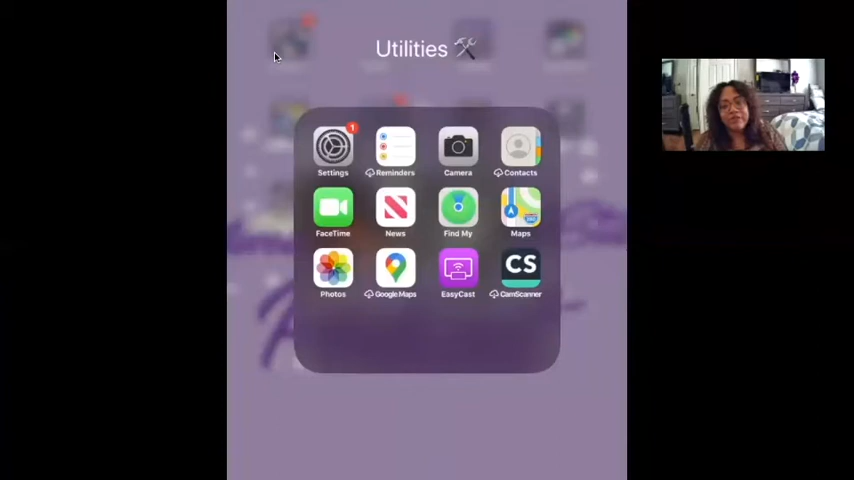 Utilities 🛠
1
Settings Reminders Camera Contacts
FaceTime News Find My Maps
CS
Photos Google Maps EasyCast CamScanner